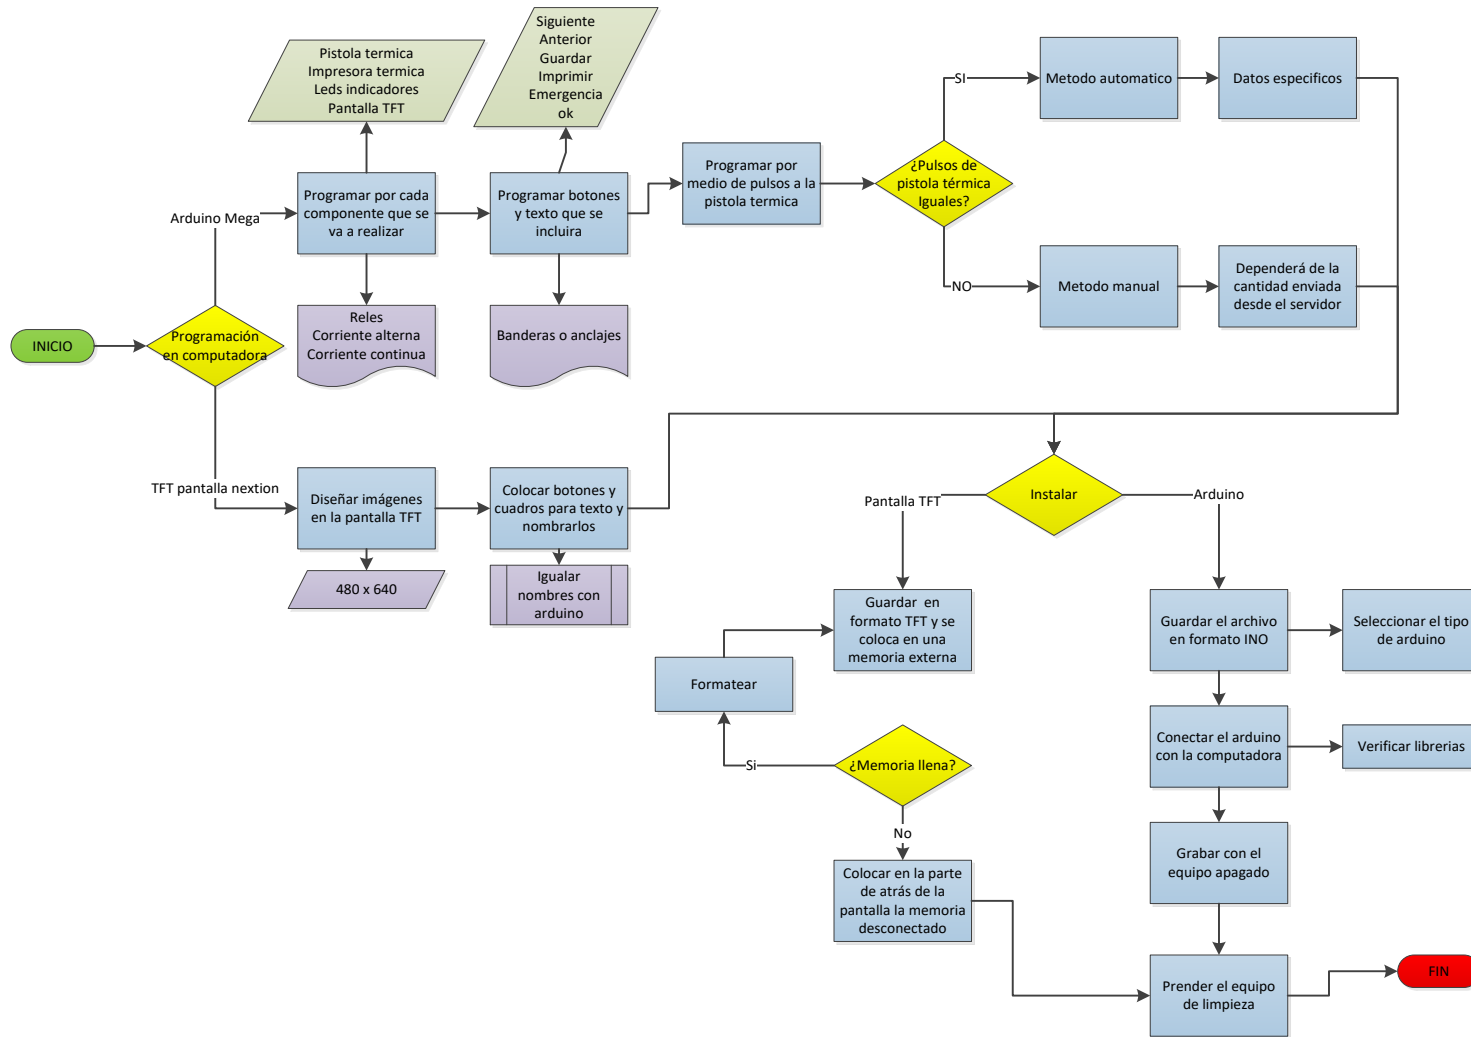 Pistola termica
Impresora termica
Leds indicadores
Pantalla TFT
Siguiente
Anterior
Guardar
Imprimir
Emergencia
ok
SI
Metodo automatico
Datos especificos
Programar por
medio de pulsos a la
pistola termica
¿Pulsos de
pistola térmica
Iguales?
Arduino Mega
Programar por cada
componente que se
va a realizar
Programar botones
y texto que se
incluira
NO
Metodo manual
Dependerá de la
cantidad enviada
desde el servidor
INICIO
Programación
en computadora
Reles
Corriente alterna
Corriente continua
Banderas o anclajes
TFT pantalla nextion
Diseñar imágenes
en la pantalla TFT
Colocar botones y
cuadros para texto y
nombrarlos
Pantalla TFT
Instalar
Arduino
480 x 640
Igualar
nombres con
arduino
Guardar  en
formato TFT y se
coloca en una
memoria externa
Guardar el archivo
en formato INO
Seleccionar el tipo
de arduino
Formatear
Si
¿Memoria llena?
Conectar el arduino
con la computadora
Verificar librerias
No
Grabar con el
equipo apagado
Colocar en la parte
de atrás de la
pantalla la memoria
desconectado
Prender el equipo
de limpieza
FIN